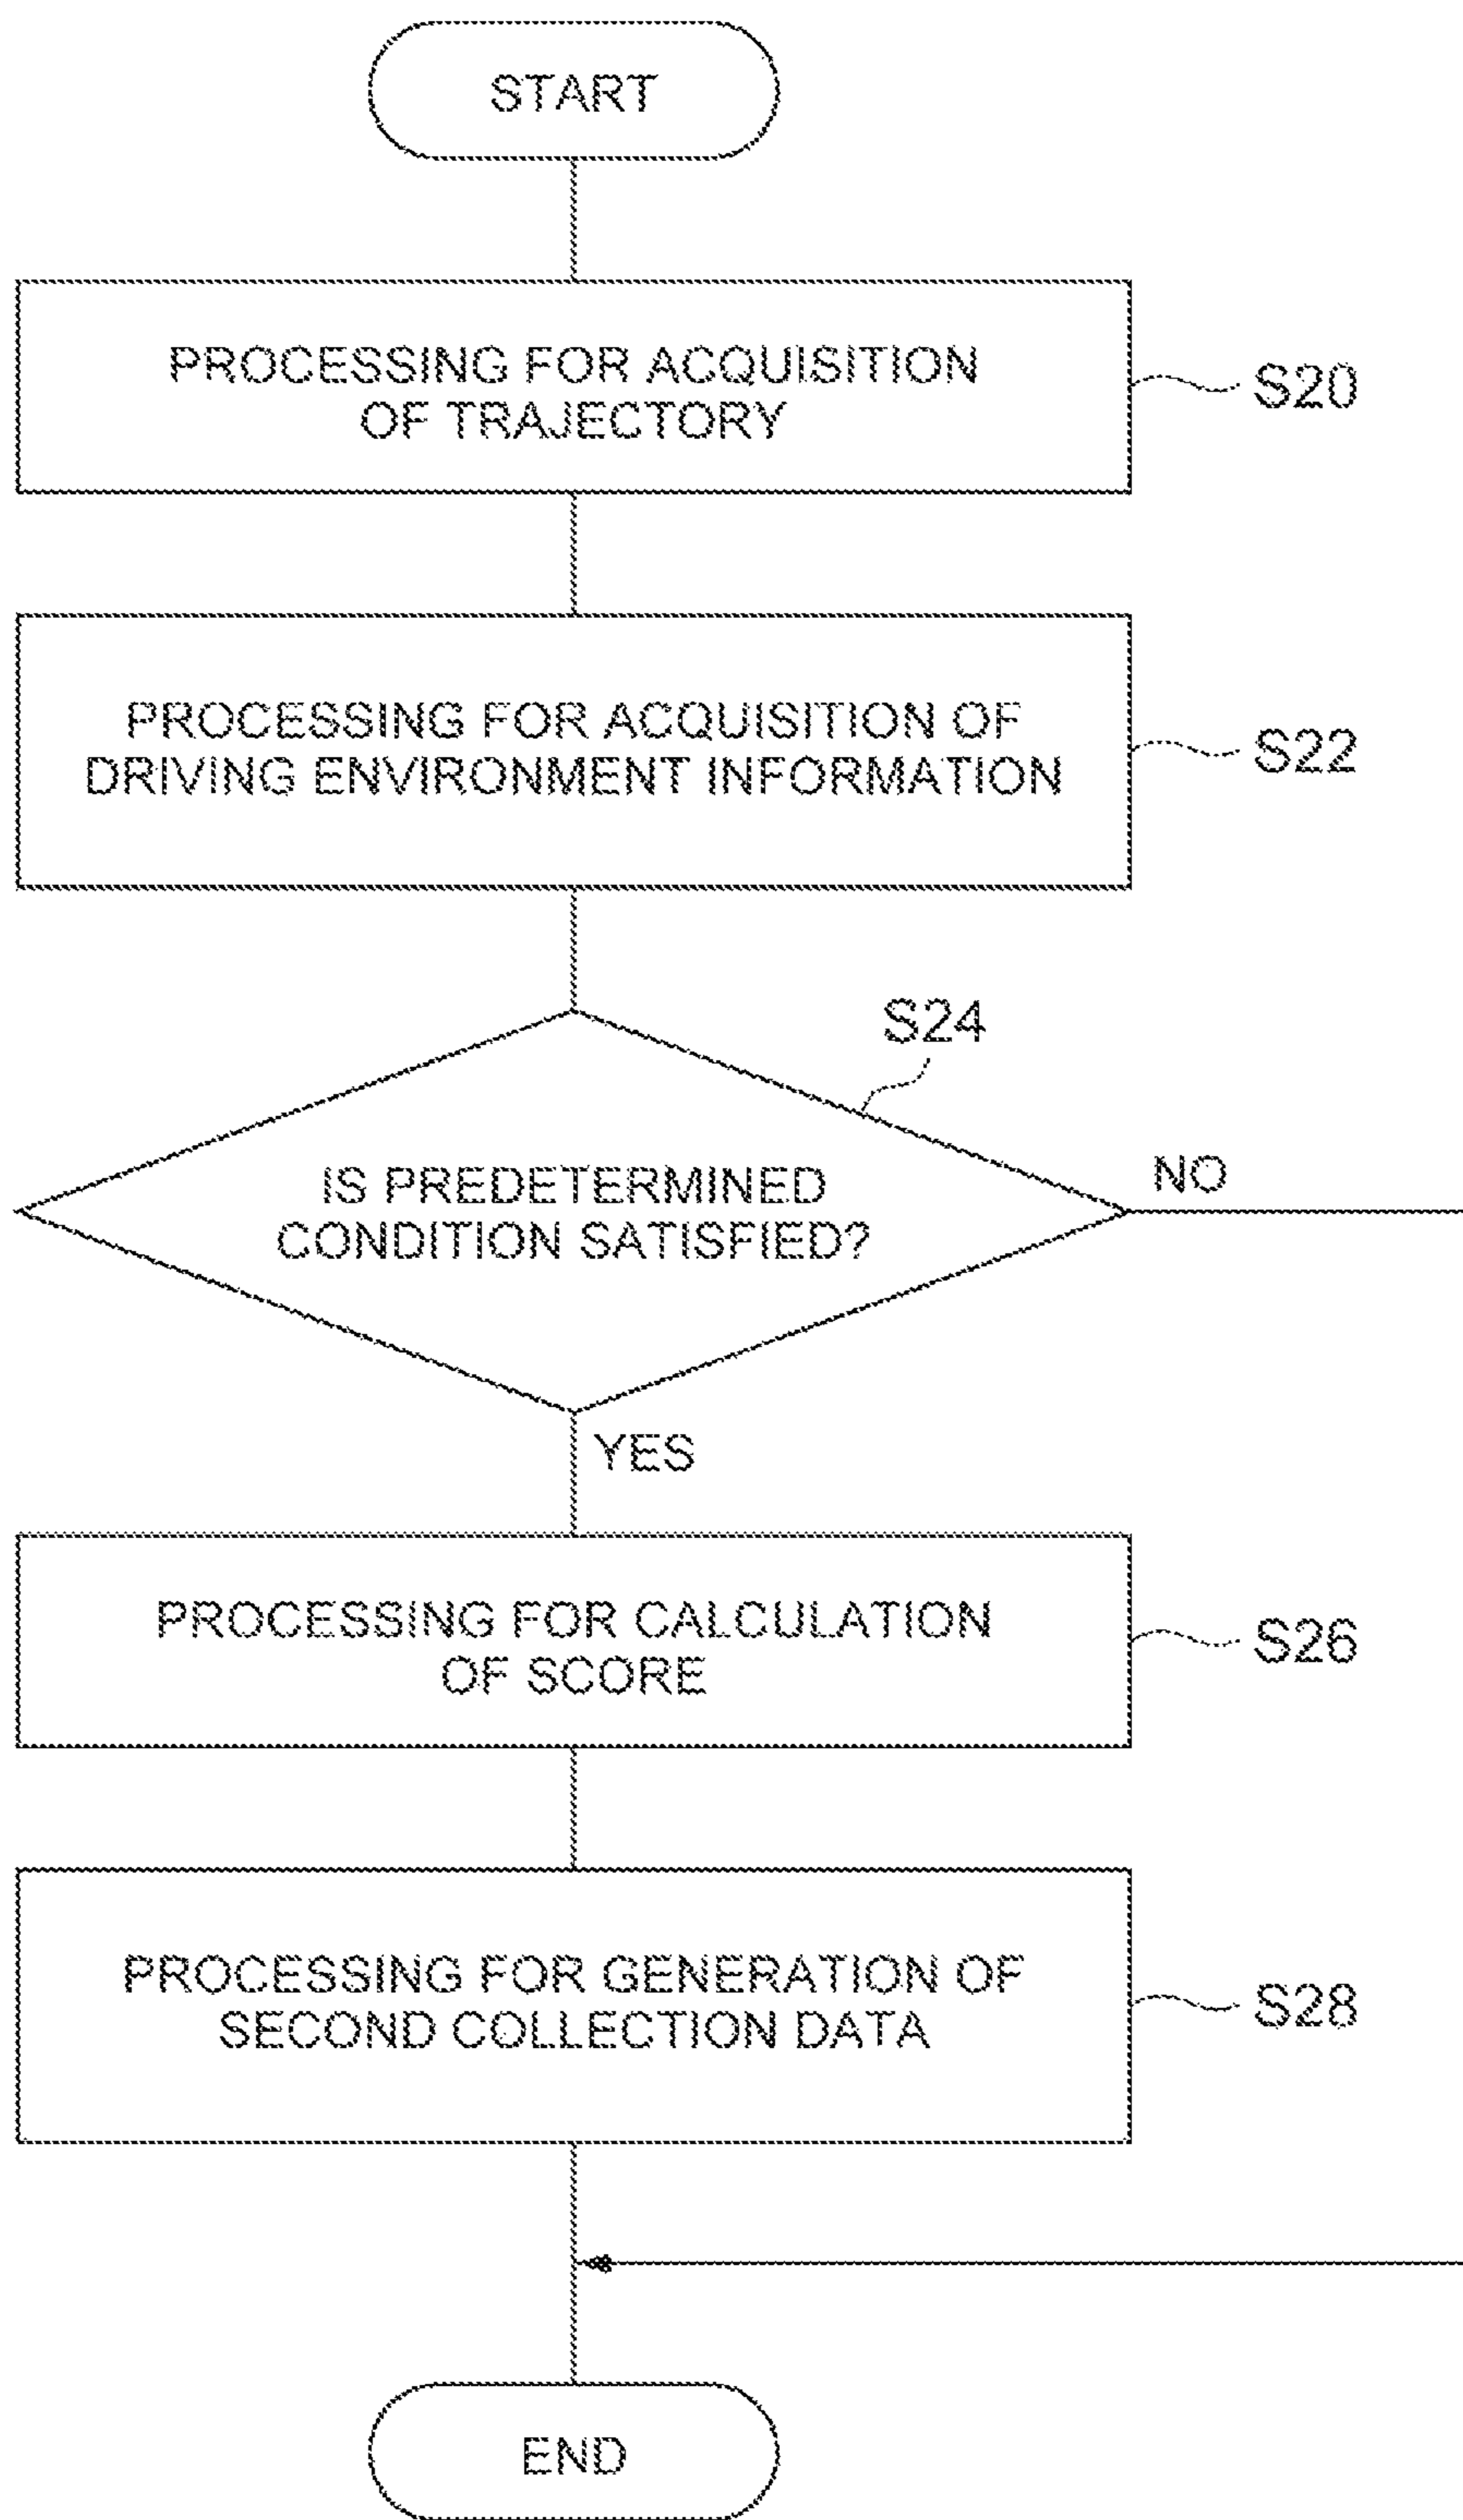 START
PROCESSING FOR ACQUISITION
OF TRAJECTORY
S20
PROCESSING FOR ACQUISITION OF
DRIVING ENVIRONMENT INFORMATION
S22
S24
IS PREDETERMINED
CONDITION SATISFIED?
NO
YES
PROCESSING FOR CALCULATION
OF SCORE
S26
PROCESSING FOR GENERATION OF
SECOND COLLECTION DATA
S28
END